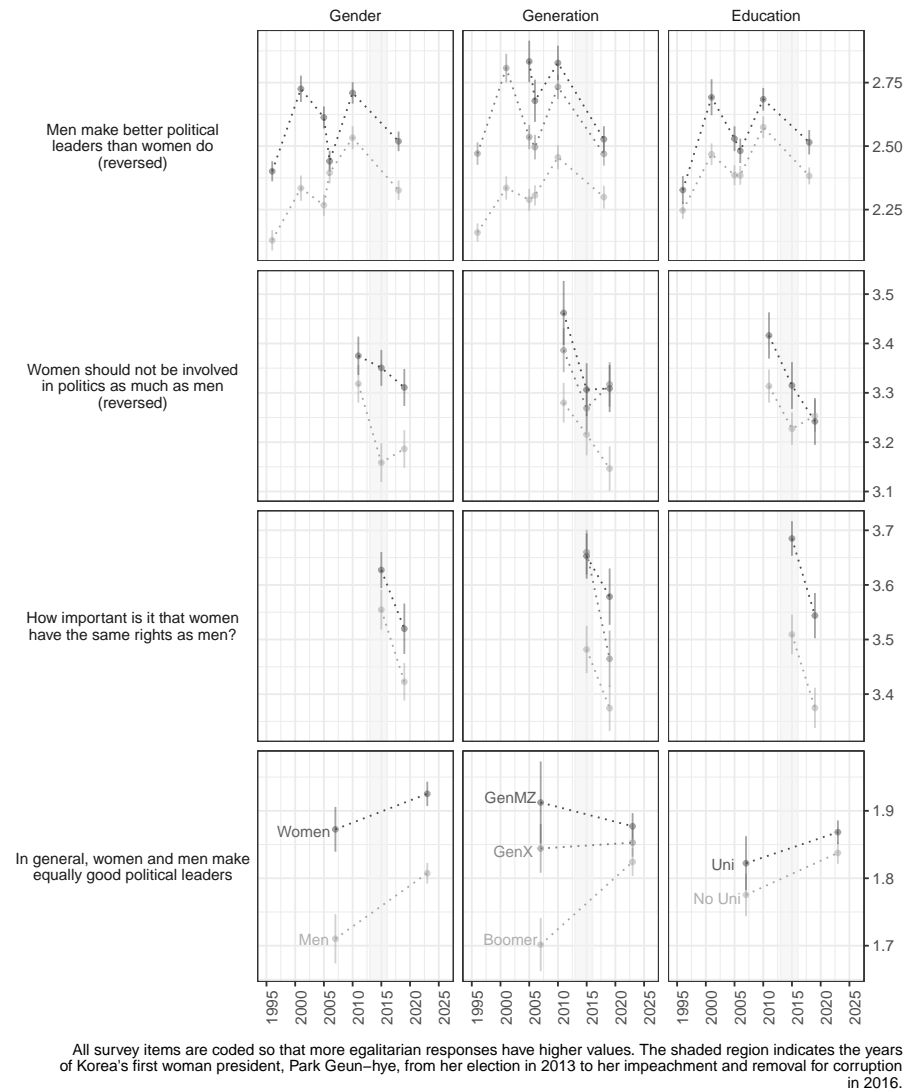 Gender
Generation
Education
Men make better political
leaders than women do
(reversed)
2.75
2.50
2.25
Women should not be involved
in politics as much as men
(reversed)
3.5
3.4
3.3
3.2
3.1
How important is it that women
have the same rights as men?
3.7
3.6
3.5
3.4
In general, women and men make
equally good political leaders
Women
Men
GenMZ
GenX
Boomer
Uni
No Uni
1.9
1.8
1.7
1995 2000 2005 2010 2015 2020 2025
1995 2000 2005 2010 2015 2020 2025
1995 2000 2005 2010 2015 2020 2025
All survey items are coded so that more egalitarian responses have higher values. The shaded region indicates the years
of Korea's first woman president, Park Geun−hye, from her election in 2013 to her impeachment and removal for corruption
in 2016.